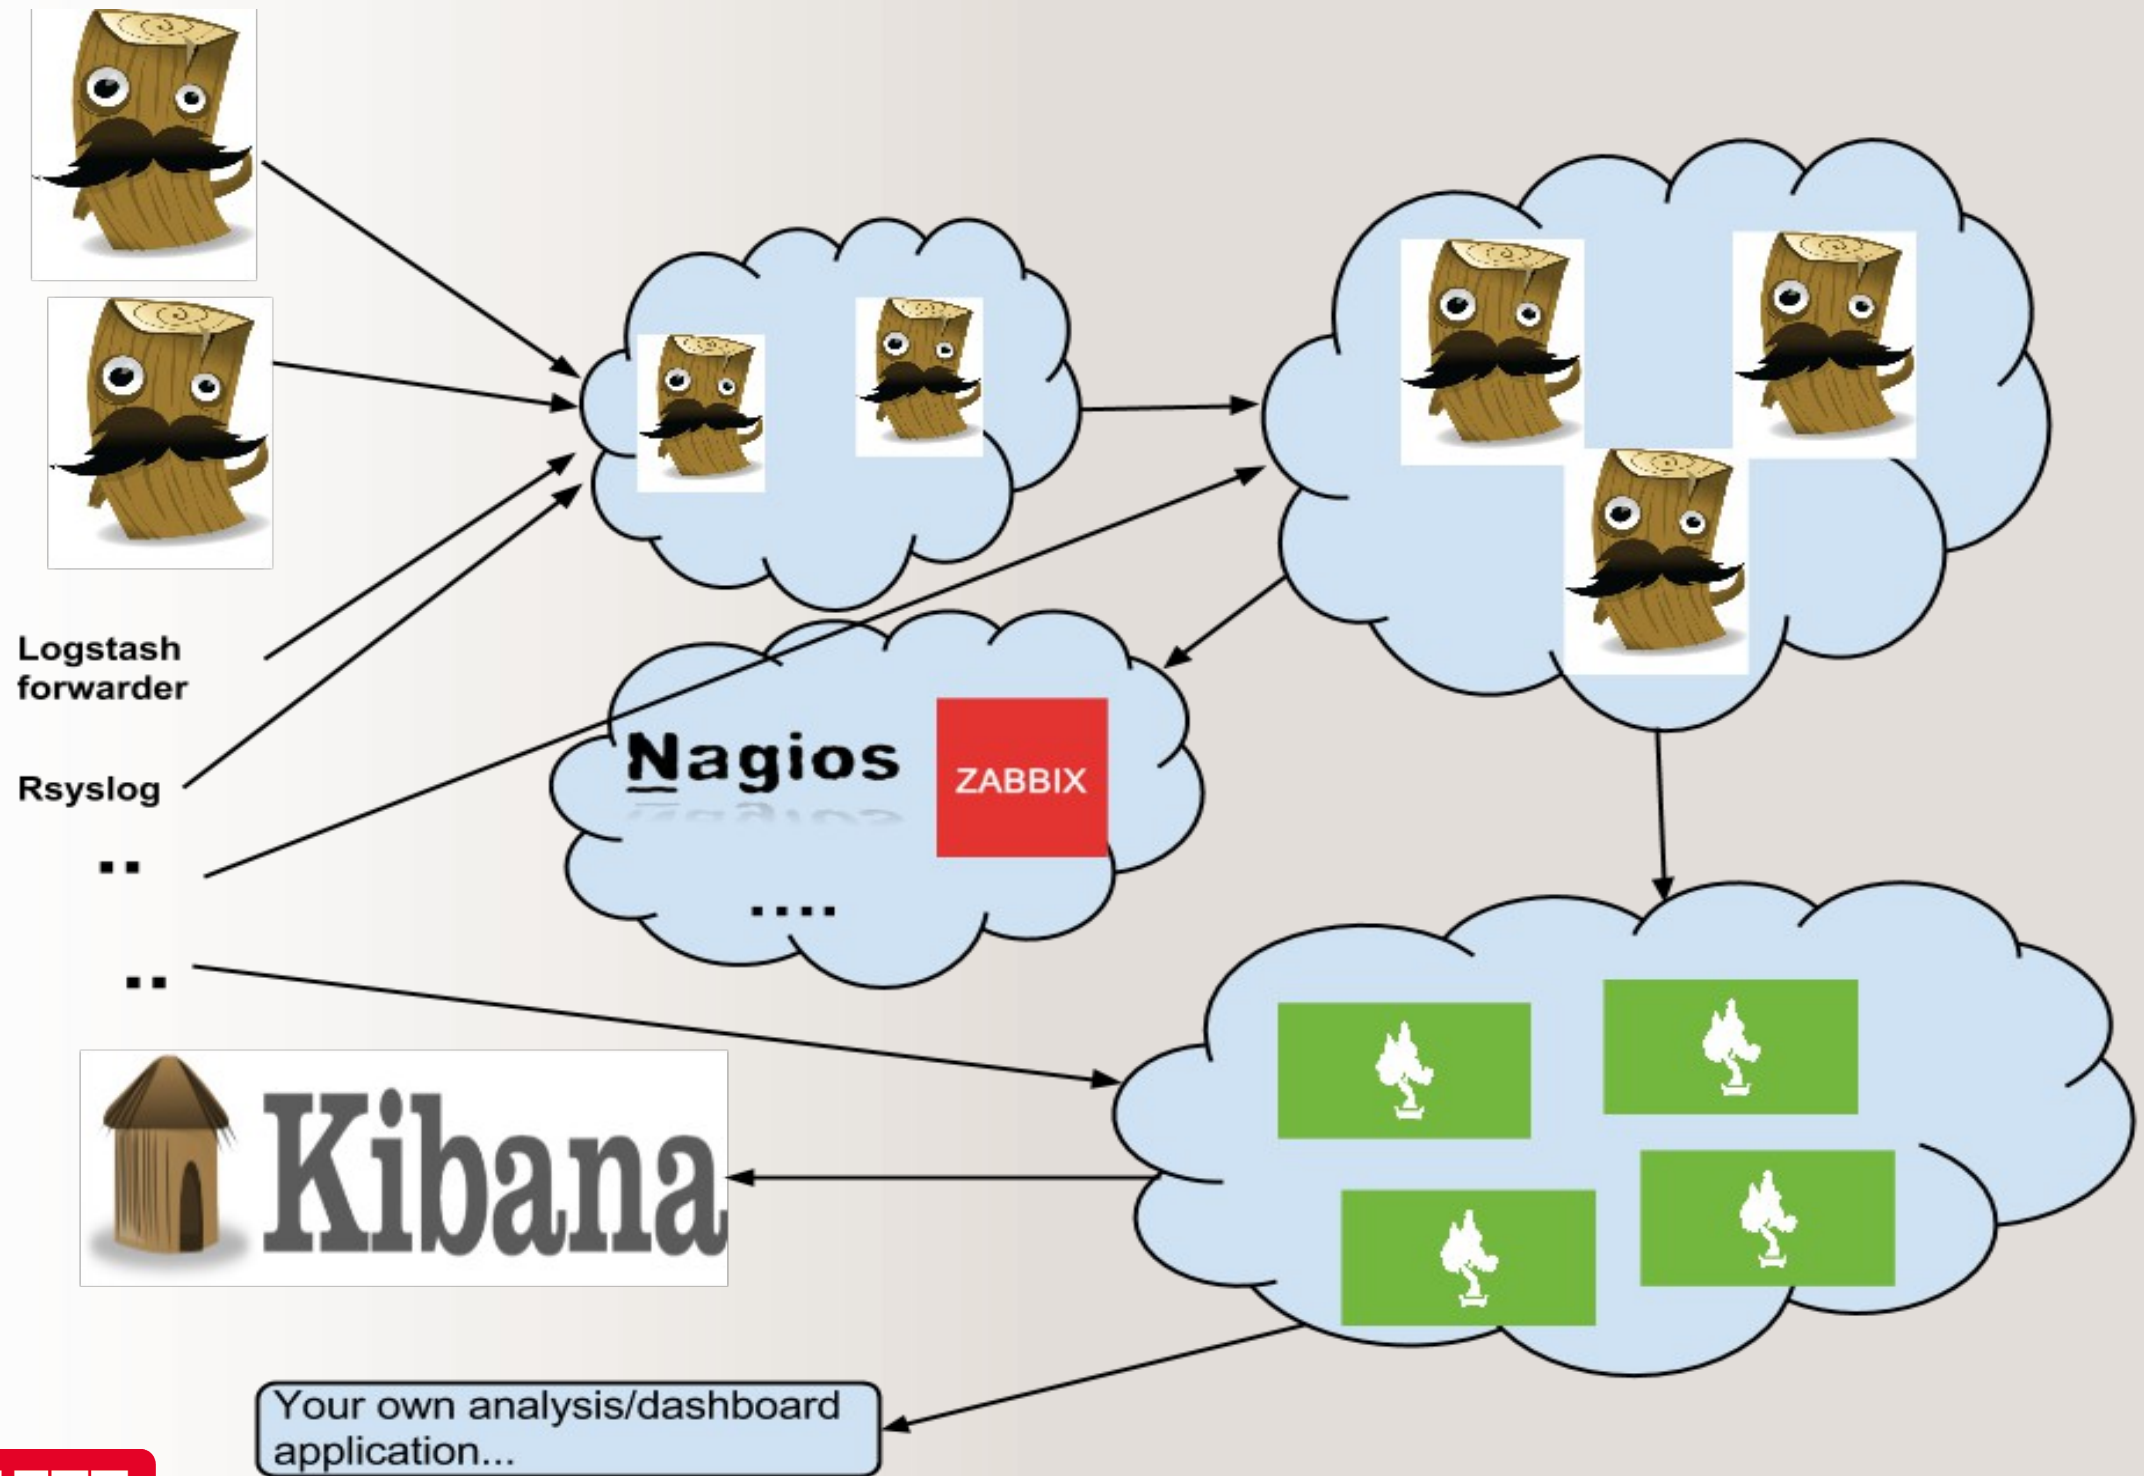 Logstash
forwarder
Rsyslog
..
..
Nagios
ZABBIX
....
Kibana
Your own analysis/dashboard
application...